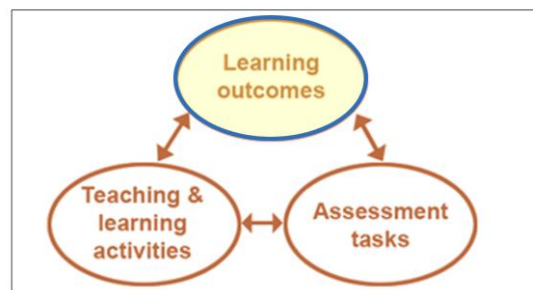 Learning
outcomes
Teaching &
learning
activities
Assessment
tasks